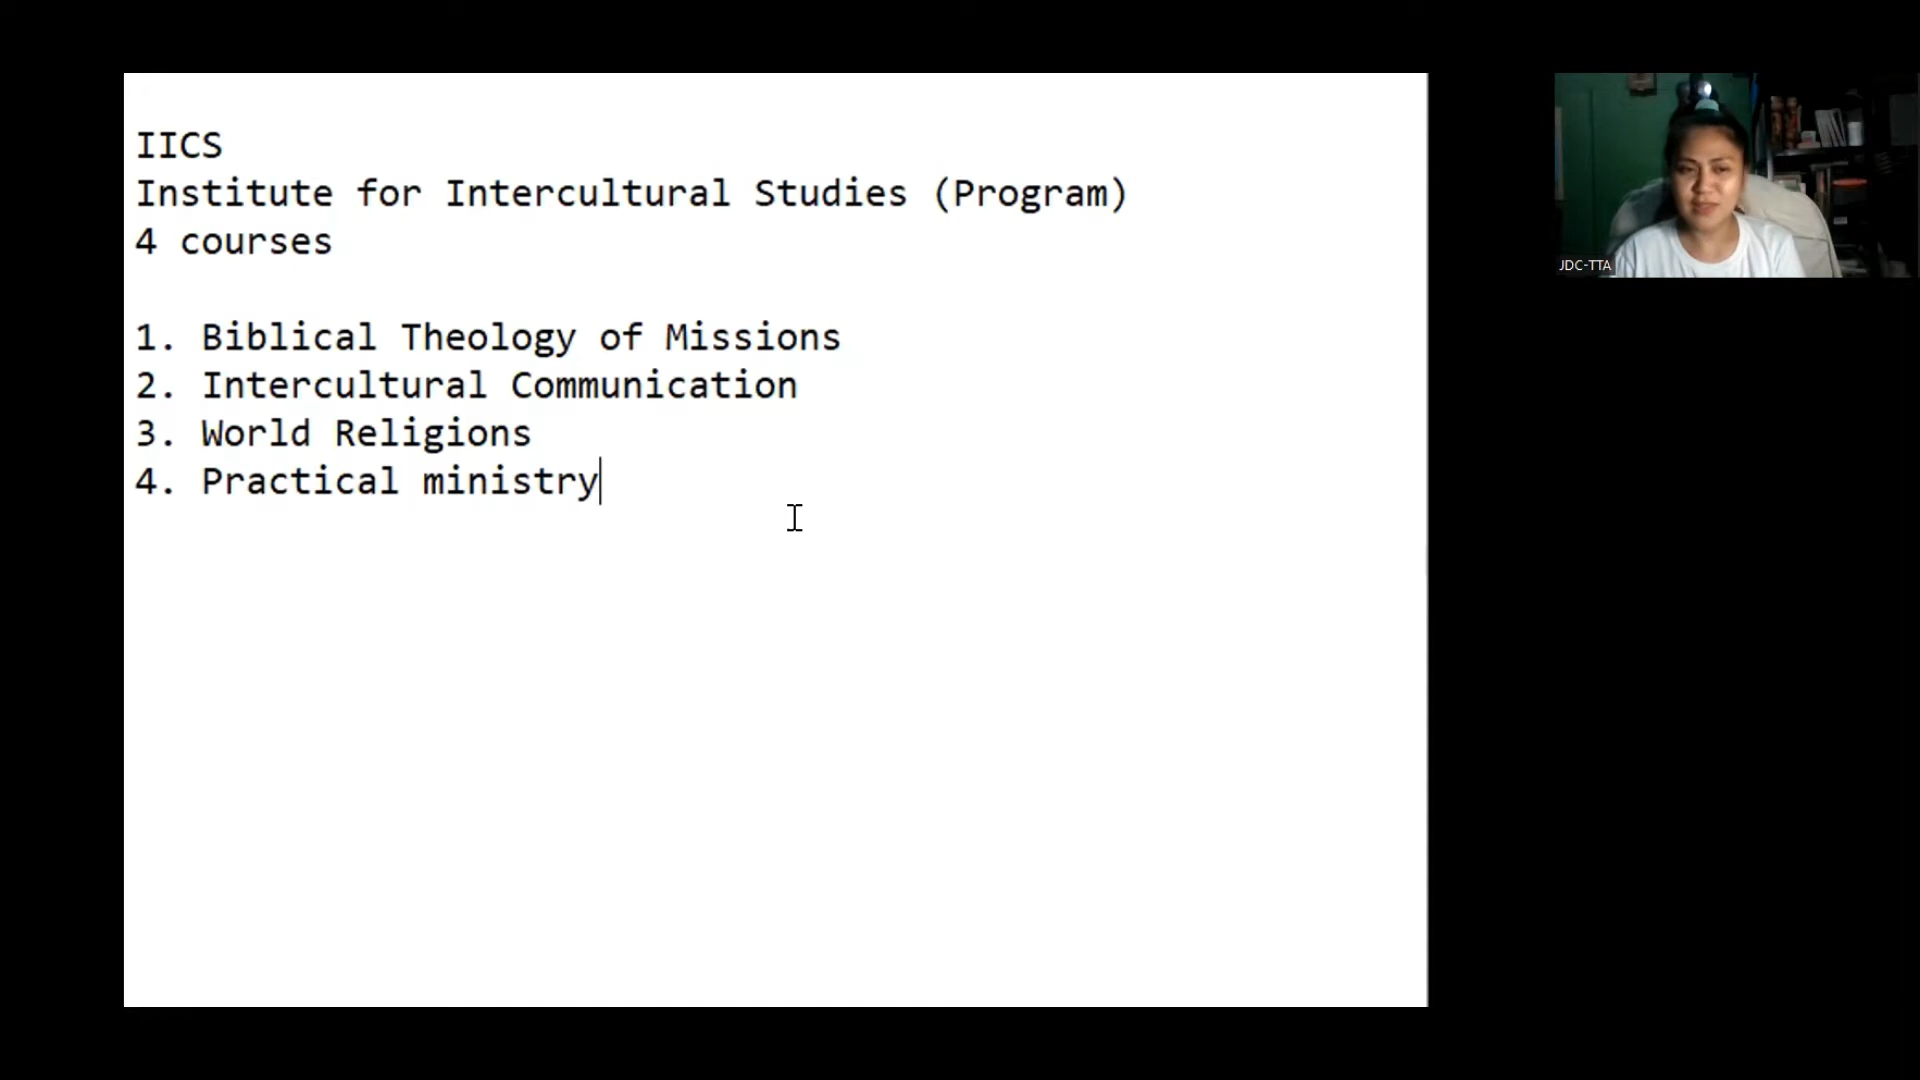 IICS
Institute for Intercultural Studies (Program)
4 courses
1. Biblical Theology of Missions
2. Intercultural Communication
3. World Religions
4. Practical ministry
JDC-TTA